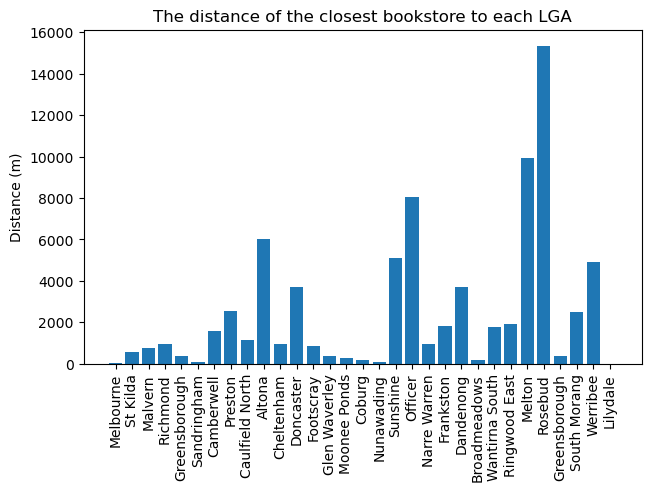 The distance of the closest bookstore to each LGA
Distance (m)
16000
14000
12000
10000
8000
6000
4000
2000
0
Melbourne
St Kilda
Malvern
Richmond
Greensborough
Sandringham
Camberwell
Preston
Caulfield North
Altona
Cheltenham
Doncaster
Footscray
Glen Waverley
Moonee Ponds
Coburg
Nunawading
Sunshine
Officer
Narre Warren
Frankston
Dandenong
Broadmeadows
Wantirna South
Ringwood East
Melton
Rosebud
Greensborough
South Morang
Werribee
Lilydale